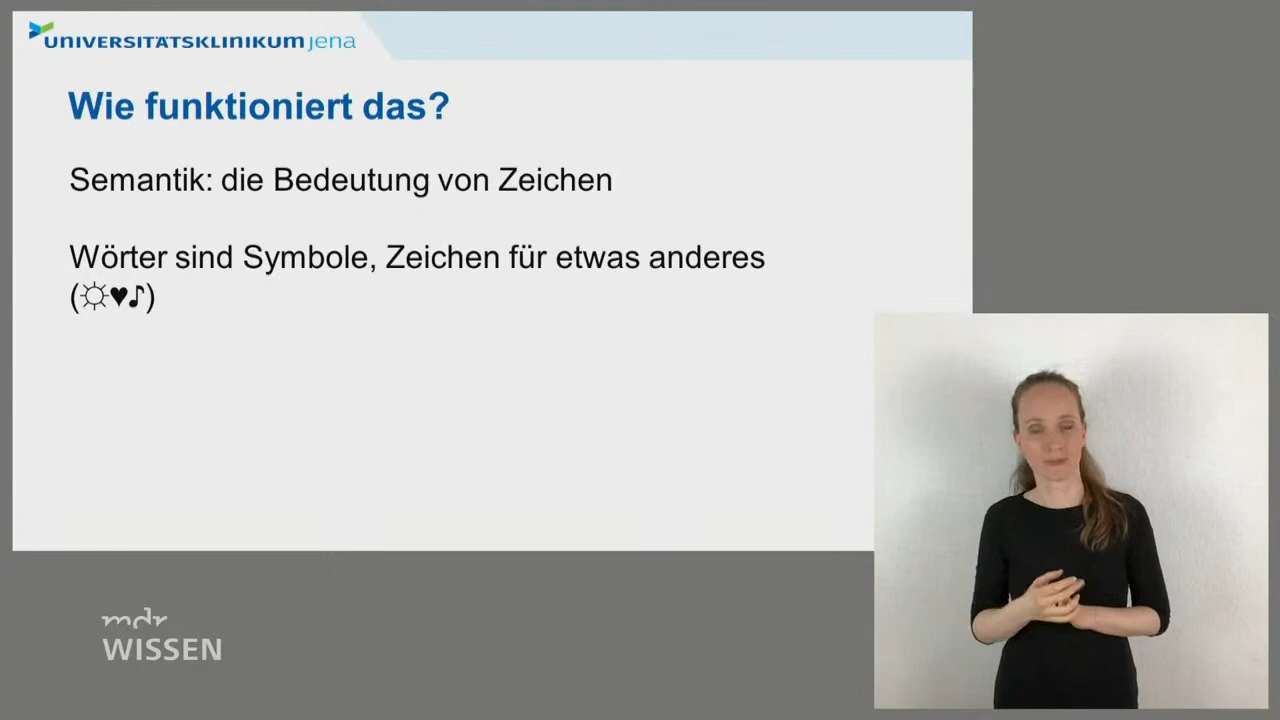 UNIVERSITÄTSKLINIKUM jena
Wie funktioniert das?
Semantik: die Bedeutung von Zeichen
Wörter sind Symbole, Zeichen für etwas anderes
(☼♥♪)
mdr
WISSEN